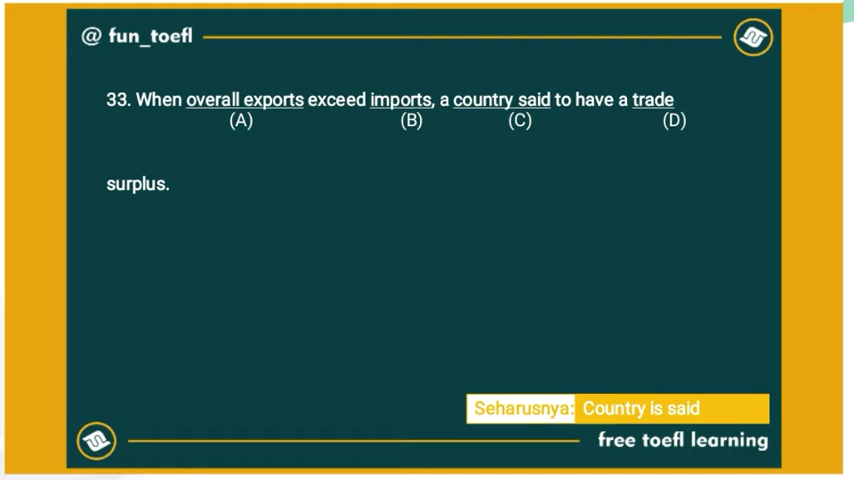 @ fun_toefl
33. When overall exports exceed imports, a country said to have a trade
(A) (B) (C) (D)
surplus.
Seharusnya: Country is said
free toefl learning